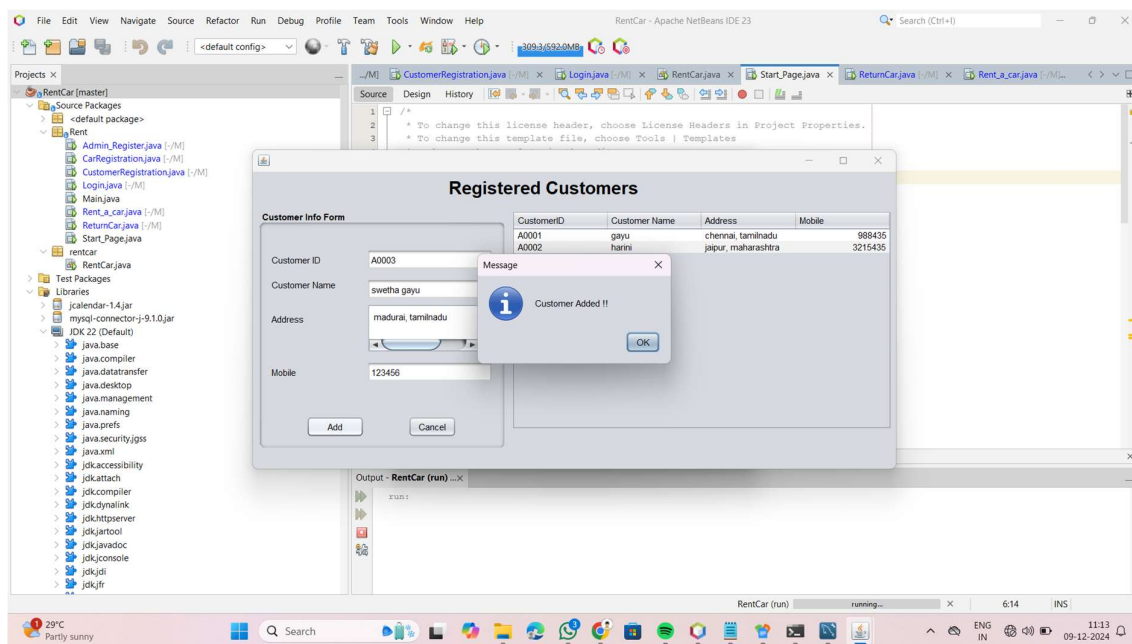 File Edit View Navigate Source Refactor Run Debug Profile Team Tools Window Help RentCar - Apache NetBeans IDE 23 Search (Ctrl+I)
<default config> 309.3/592.0MB
Projects
RentCar [master]
Source Packages
<default package>
Rent
Admin_Register.java [-/M]
CarRegistration.java [-/M]
CustomerRegistration.java [-/M]
Login.java [-/M]
Main.java
Rent_a_car.java [-/M]
ReturnCar.java [-/M]
Start_Page.java
rentcar
RentCar.java
Test Packages
Libraries
jcalendar-1.4.jar
mysql-connector-j-9.1.0.jar
JDK 22 (Default)
java.base
java.compiler
java.datatransfer
java.desktop
java.management
java.naming
java.prefs
java.security.jgss
java.xml
jdk.accessibility
jdk.attach
jdk.compiler
jdk.dynalink
jdk.httpserver
jdk.jartool
jdk.javadoc
jdk.jconsole
jdk.jdi
jdk.jfr
.../M] CustomerRegistration.java [-/M] Login.java [-/M] RentCar.java Start_Page.java ReturnCar.java [-/M] Rent_a_car.java [-/M]...
Source Design History
1 /*
2 * To change this license header, choose License Headers in Project Properties.
3 * To change this template file, choose Tools | Templates
Registered Customers
Customer Info Form
Customer ID A0003
Customer Name swetha gayu
Address madurai, tamilnadu
Mobile 123456
Add Cancel
CustomerID Customer Name Address Mobile
A0001 gayu chennai, tamilnadu 988435
A0002 harini jaipur, maharashtra 3215435
Message
Customer Added !!
OK
Output - RentCar (run) ...
run:
RentCar (run) running... 6:14 INS
1 29°C
Partly sunny
Search
ENG
IN
11:13
09-12-2024